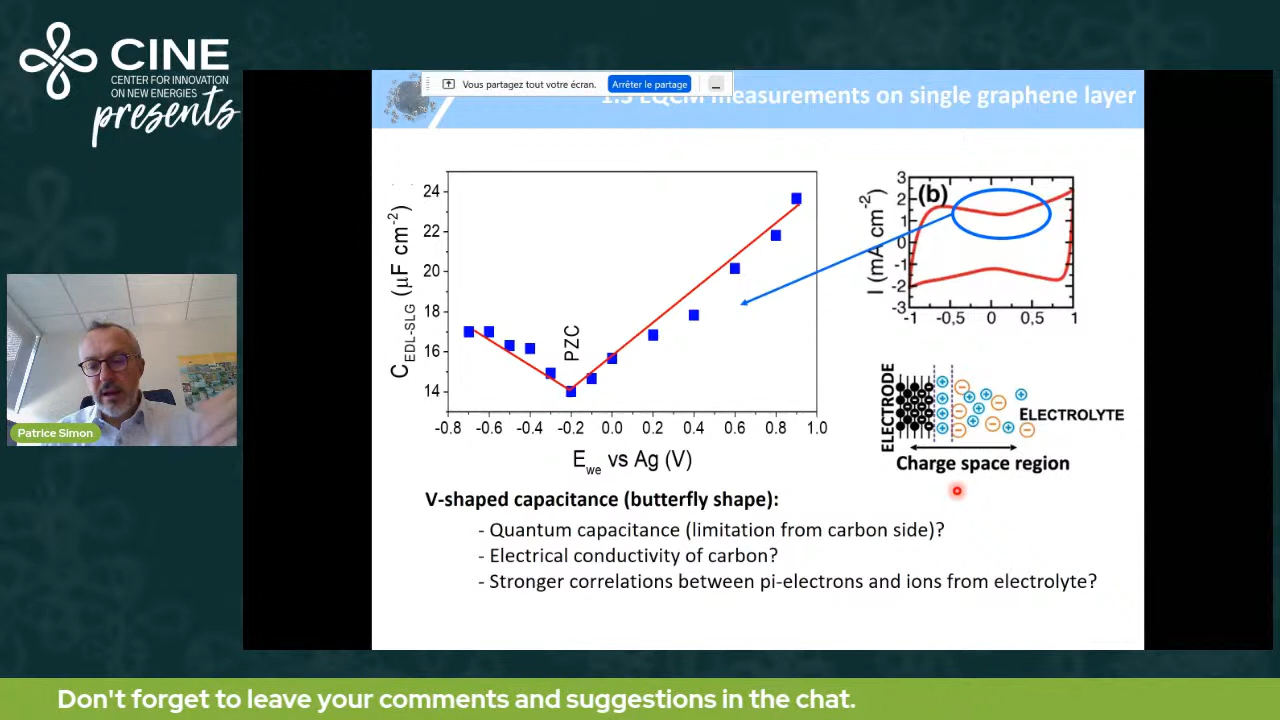 CINE
CENTER FOR INNOVATION
ON NEW ENERGIES
presents
Vous partagez tout votre écran.
Arrêter le partage
1.3 EQCM measurements on single graphene layer
C EDL-SLG (μF cm-2)
24
22
20
18
16
14
PZC
-0.8 -0.6 -0.4 -0.2 0.0 0.2 0.4 0.6 0.8 1.0
Ewe vs Ag (V)
(b)
I (mA cm-2)
3
2
1
0
-1
-2
-3
-1 -0,5 0 0,5 1
ELECTRODE
ELECTROLYTE
Charge space region
V-shaped capacitance (butterfly shape):
- Quantum capacitance (limitation from carbon side)?
- Electrical conductivity of carbon?
- Stronger correlations between pi-electrons and ions from electrolyte?
Patrice Simon
Don't forget to leave your comments and suggestions in the chat.